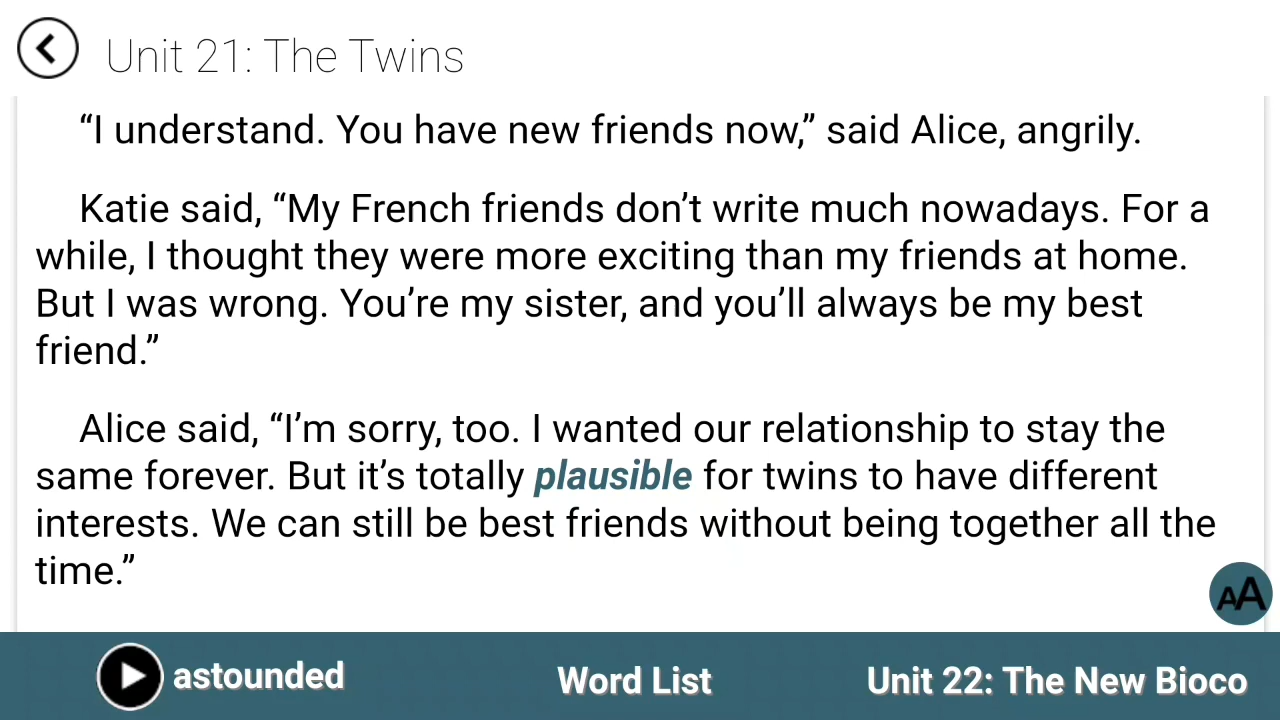 Unit 21: The Twins
“I understand. You have new friends now,” said Alice, angrily.
Katie said, “My French friends don’t write much nowadays. For a
while, I thought they were more exciting than my friends at home.
But I was wrong. You’re my sister, and you’ll always be my best
friend.”
Alice said, “I’m sorry, too. I wanted our relationship to stay the
same forever. But it’s totally plausible for twins to have different
interests. We can still be best friends without being together all the
time.”
AA
astounded
Word List
Unit 22: The New Bioco